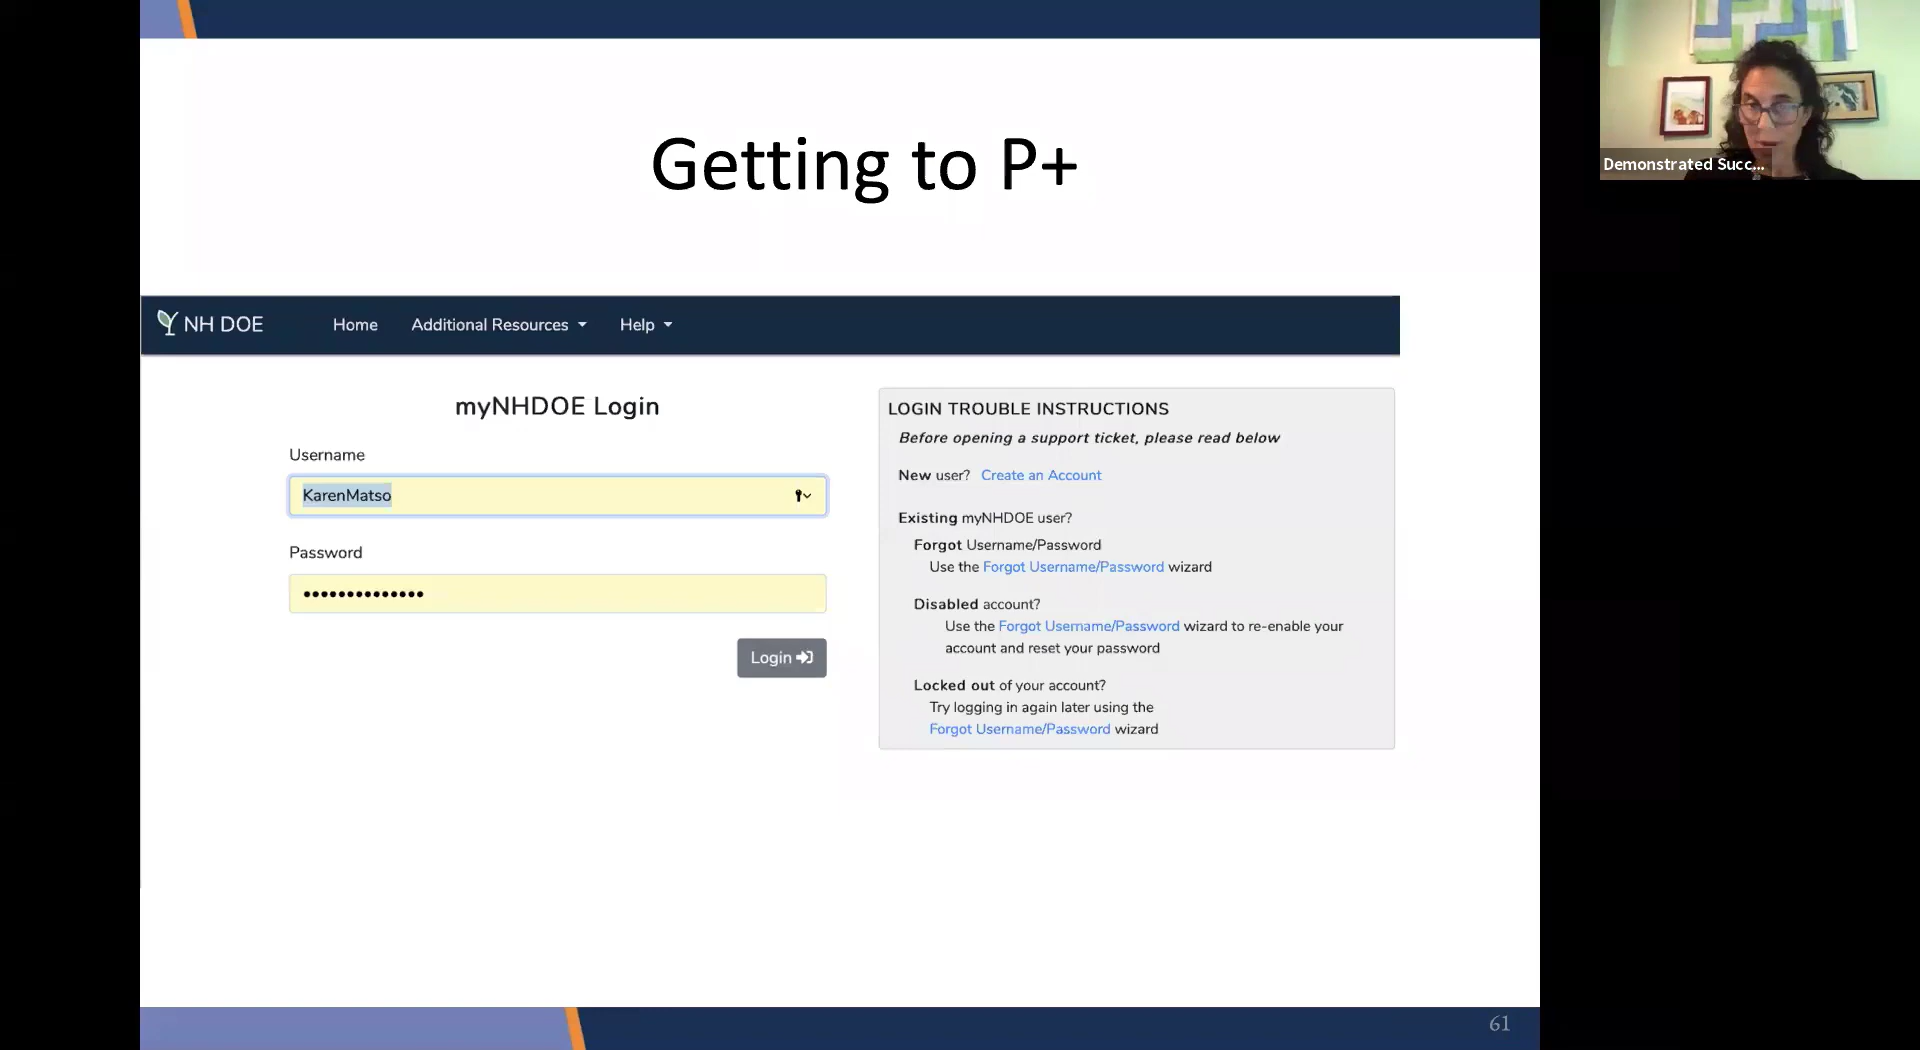 Getting to P+
NH DOE Home Additional Resources Help
myNHDOE Login
Username
KarenMatso
Password
••••••••••••••
Login
LOGIN TROUBLE INSTRUCTIONS
Before opening a support ticket, please read below
New user? Create an Account
Existing myNHDOE user?
Forgot Username/Password
Use the Forgot Username/Password wizard
Disabled account?
Use the Forgot Username/Password wizard to re-enable your
account and reset your password
Locked out of your account?
Try logging in again later using the
Forgot Username/Password wizard
61
Demonstrated Succ...